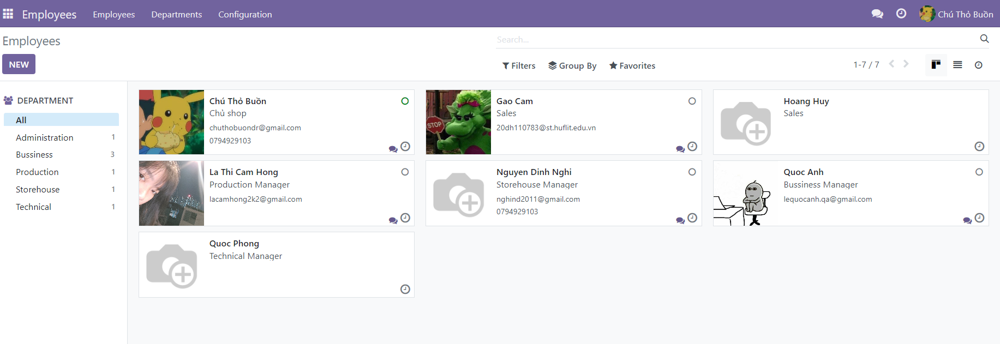 Employees Employees Departments Configuration Chú Thỏ Buồn
Employees
Search...
NEW
Filters Group By Favorites 1-7 / 7
DEPARTMENT
All
Administration 1
Bussiness 3
Production 1
Storehouse 1
Technical 1
Chú Thỏ Buồn
Chủ shop
chuthobuondr@gmail.com
0794929103
STOP
Gao Cam
Sales
20dh110783@st.huflit.edu.vn
Hoang Huy
Sales
La Thi Cam Hong
Production Manager
lacamhong2k2@gmail.com
Nguyen Dinh Nghi
Storehouse Manager
nghind2011@gmail.com
0794929103
Quoc Anh
Bussiness Manager
lequocanh.qa@gmail.com
Quoc Phong
Technical Manager